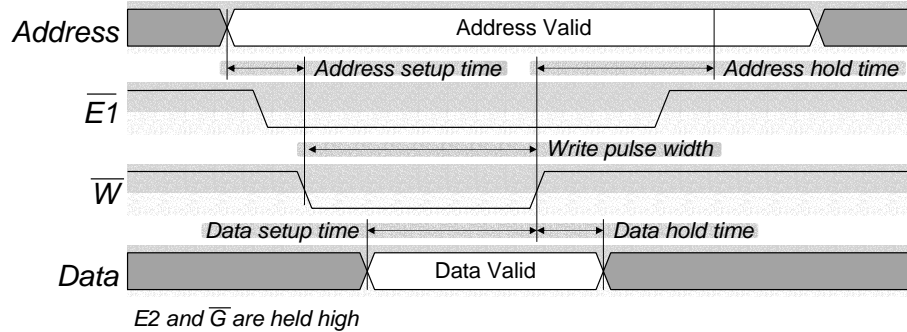 Address Address Valid
Address setup time Address hold time
E̅1̅
Write pulse width
W̅
Data setup time Data hold time
Data Data Valid
E2 and G̅ are held high